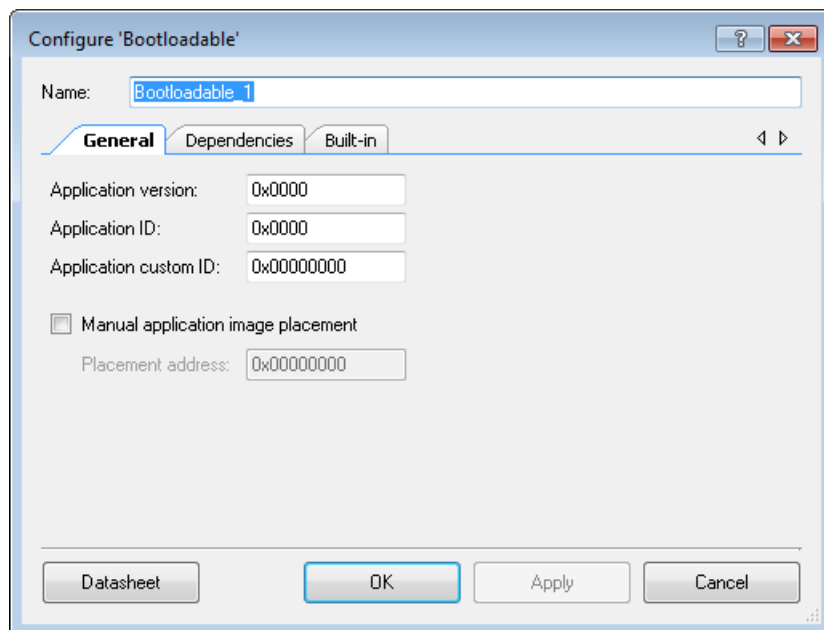 Configure 'Bootloadable'
Name: Bootloadable_1
General Dependencies Built-in
Application version: 0x0000
Application ID: 0x0000
Application custom ID: 0x00000000
Manual application image placement
Placement address: 0x00000000
Datasheet OK Apply Cancel